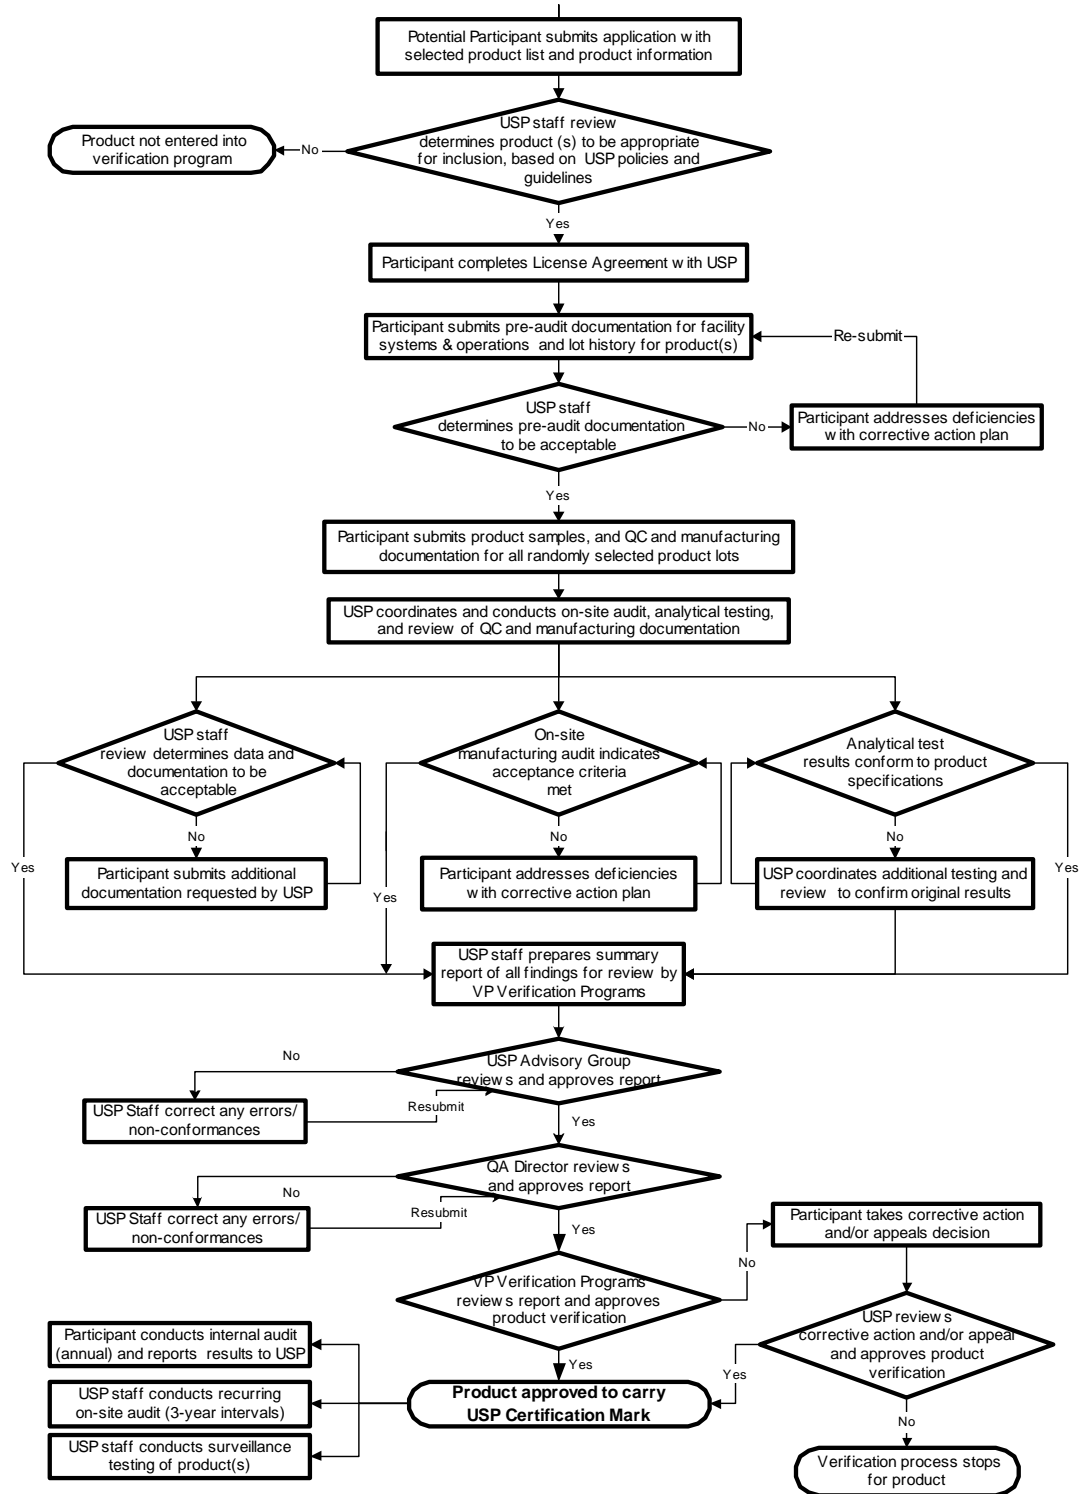 Potential Participant submits application with
selected product list and product information
USP staff review
determines product (s) to be appropriate
for inclusion, based on USP policies and
guidelines
No
Product not entered into
verification program
Yes
Participant completes License Agreement with USP
Participant submits pre-audit documentation for facility
systems & operations and lot history for product(s)
Re-submit
USP staff
determines pre-audit documentation
to be acceptable
No
Participant addresses deficiencies
with corrective action plan
Yes
Participant submits product samples, and QC and manufacturing
documentation for all randomly selected product lots
USP coordinates and conducts on-site audit, analytical testing,
and review of QC and manufacturing documentation
USP staff
review determines data and
documentation to be
acceptable
On-site
manufacturing audit indicates
acceptance criteria
met
Analytical test
results conform to product
specifications
No
No
No
Yes
Participant submits additional
documentation requested by USP
Yes
Participant addresses deficiencies
with corrective action plan
USP coordinates additional testing and
review to confirm original results
Yes
USP staff prepares summary
report of all findings for review by
VP Verification Programs
USP Advisory Group
reviews and approves report
No
USP Staff correct any errors/
non-conformances
Resubmit
Yes
QA Director reviews
and approves report
No
USP Staff correct any errors/
non-conformances
Resubmit
Yes
VP Verification Programs
reviews report and approves
product verification
No
Participant takes corrective action
and/or appeals decision
USP reviews
corrective action and/or appeal
and approves product
verification
Yes
Yes
Product approved to carry
USP Certification Mark
Participant conducts internal audit
(annual) and reports results to USP
USP staff conducts recurring
on-site audit (3-year intervals)
USP staff conducts surveillance
testing of product(s)
No
Verification process stops
for product